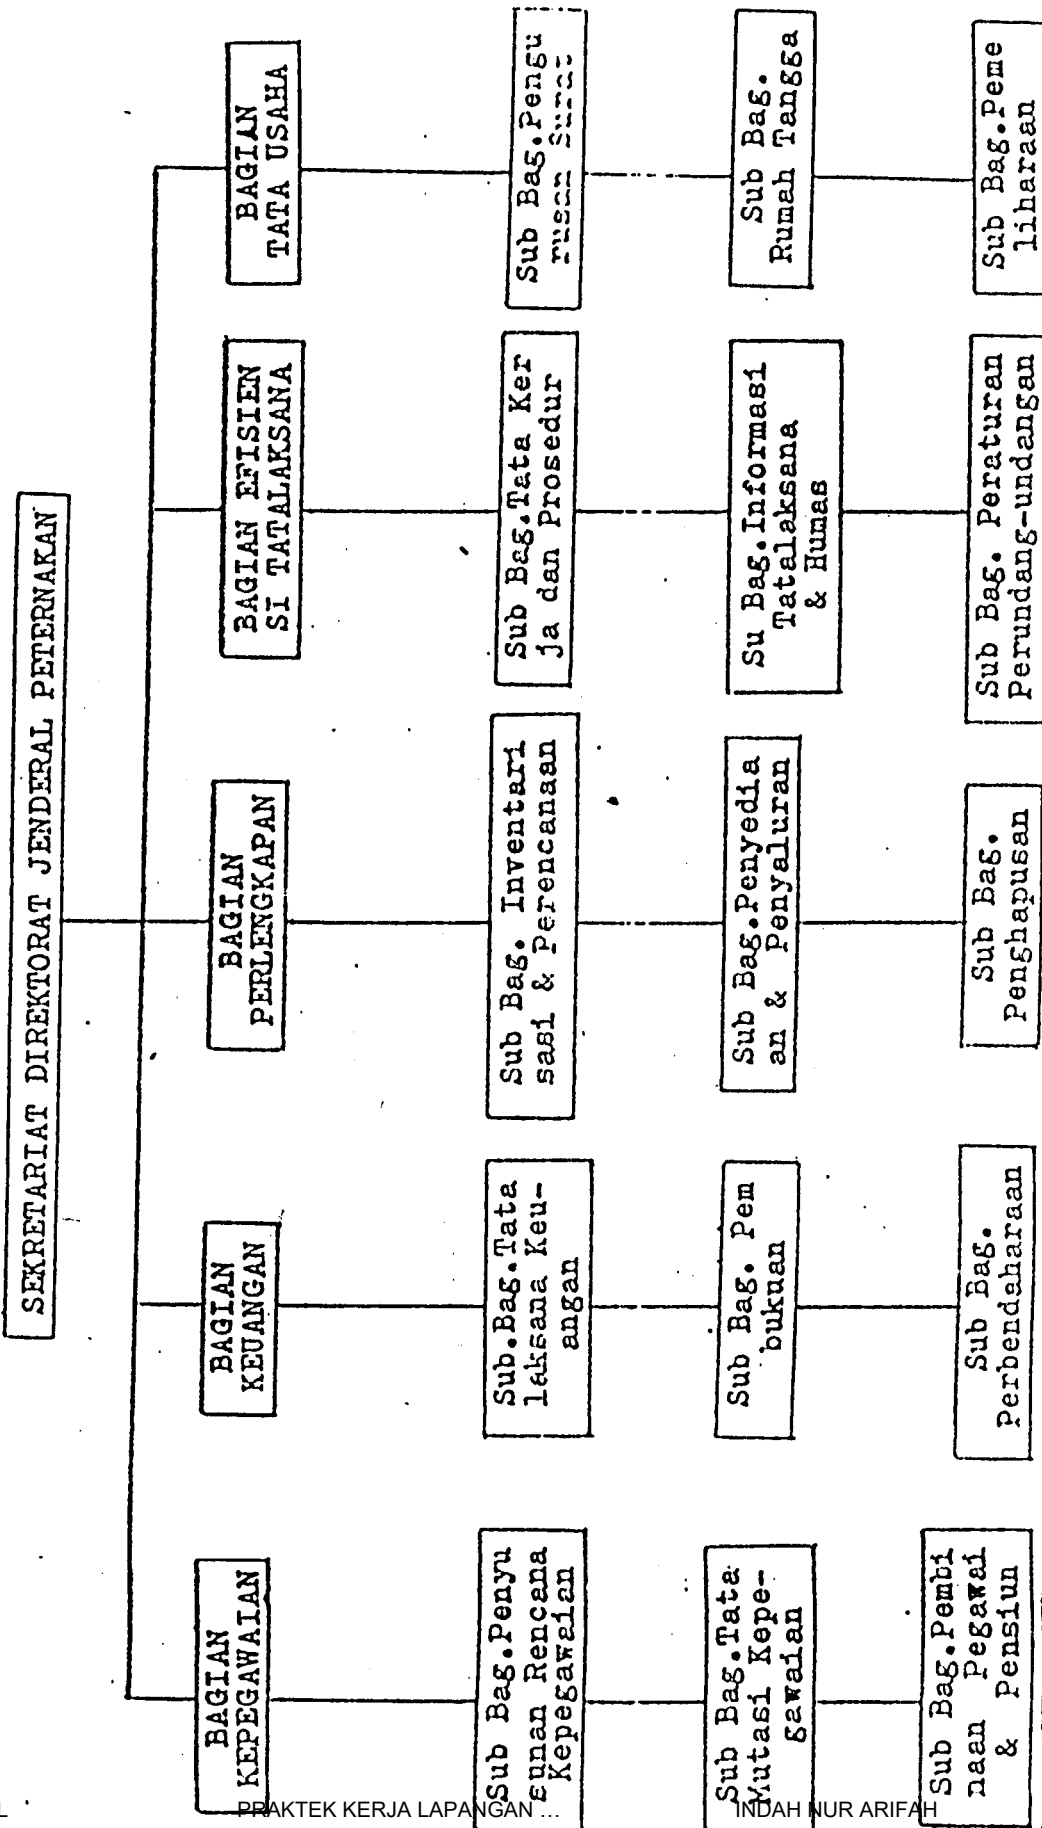 SEKRETARIAT DIREKTORAT JENDERAL PETERNAKAN
BAGIAN
KEPEGAWAIAN
BAGIAN
KEUANGAN
BAGIAN
PERLENGKAPAN
BAGIAN EFISIEN
SI TATALAKSANA
BAGIAN
TATA USAHA
Sub Bag.Penyu
sunan Rencana
Kepegawaian
Sub.Bag.Tata
laksana Keu-
angan
Sub Bag. Inventari
sasi & Perencanaan
Sub Bag.Tata Ker
ja dan Prosedur
Sub Bag.Pengu
rusan Surat
Sub Bag.Tata
Mutasi Kepe-
gawaian
Sub Bag. Pem
bukuan
Sub Bag.Penyedia
an & Penyaluran
Su Bag.Informasi
Tatalaksana
& Humas
Sub Bag.
Rumah Tangga
Sub Bag.Pembi
naan Pegawai
& Pensiun
Sub Bag.
Perbendaharaan
Sub Bag.
Penghapusan
Sub Bag. Peraturan
Perundang-undangan
Sub Bag.Peme
liharaan
PRAKTEK KERJA LAPANGAN ...
INDAH NUR ARIFAH